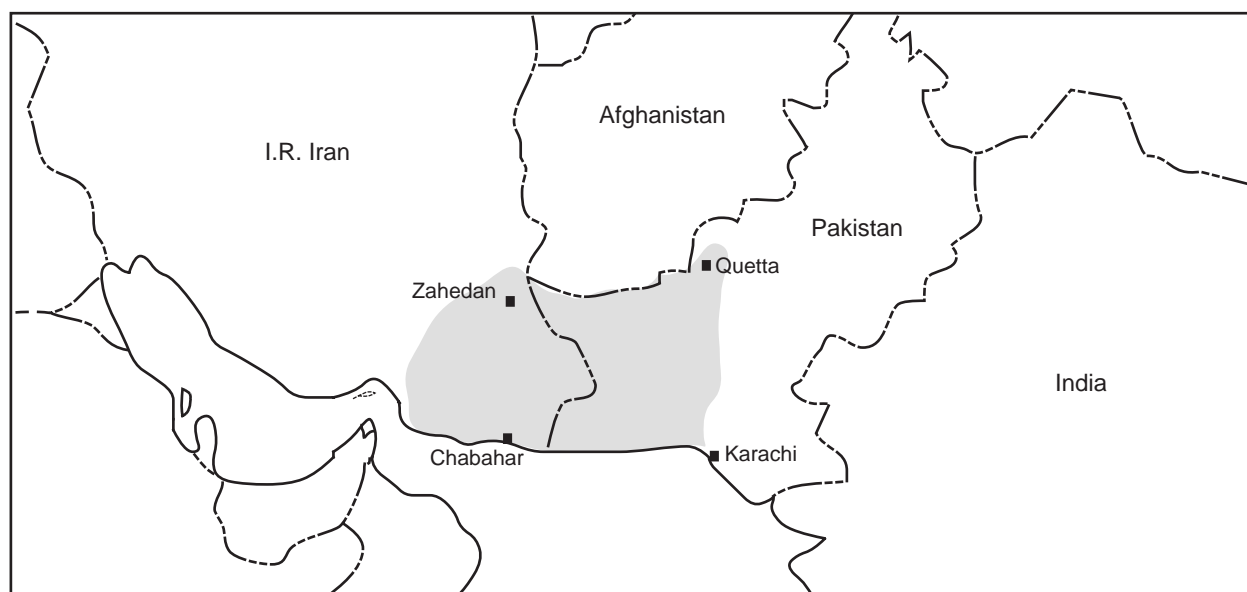 Afghanistan
I.R. Iran
Pakistan
Quetta
Zahedan
India
Chabahar
Karachi